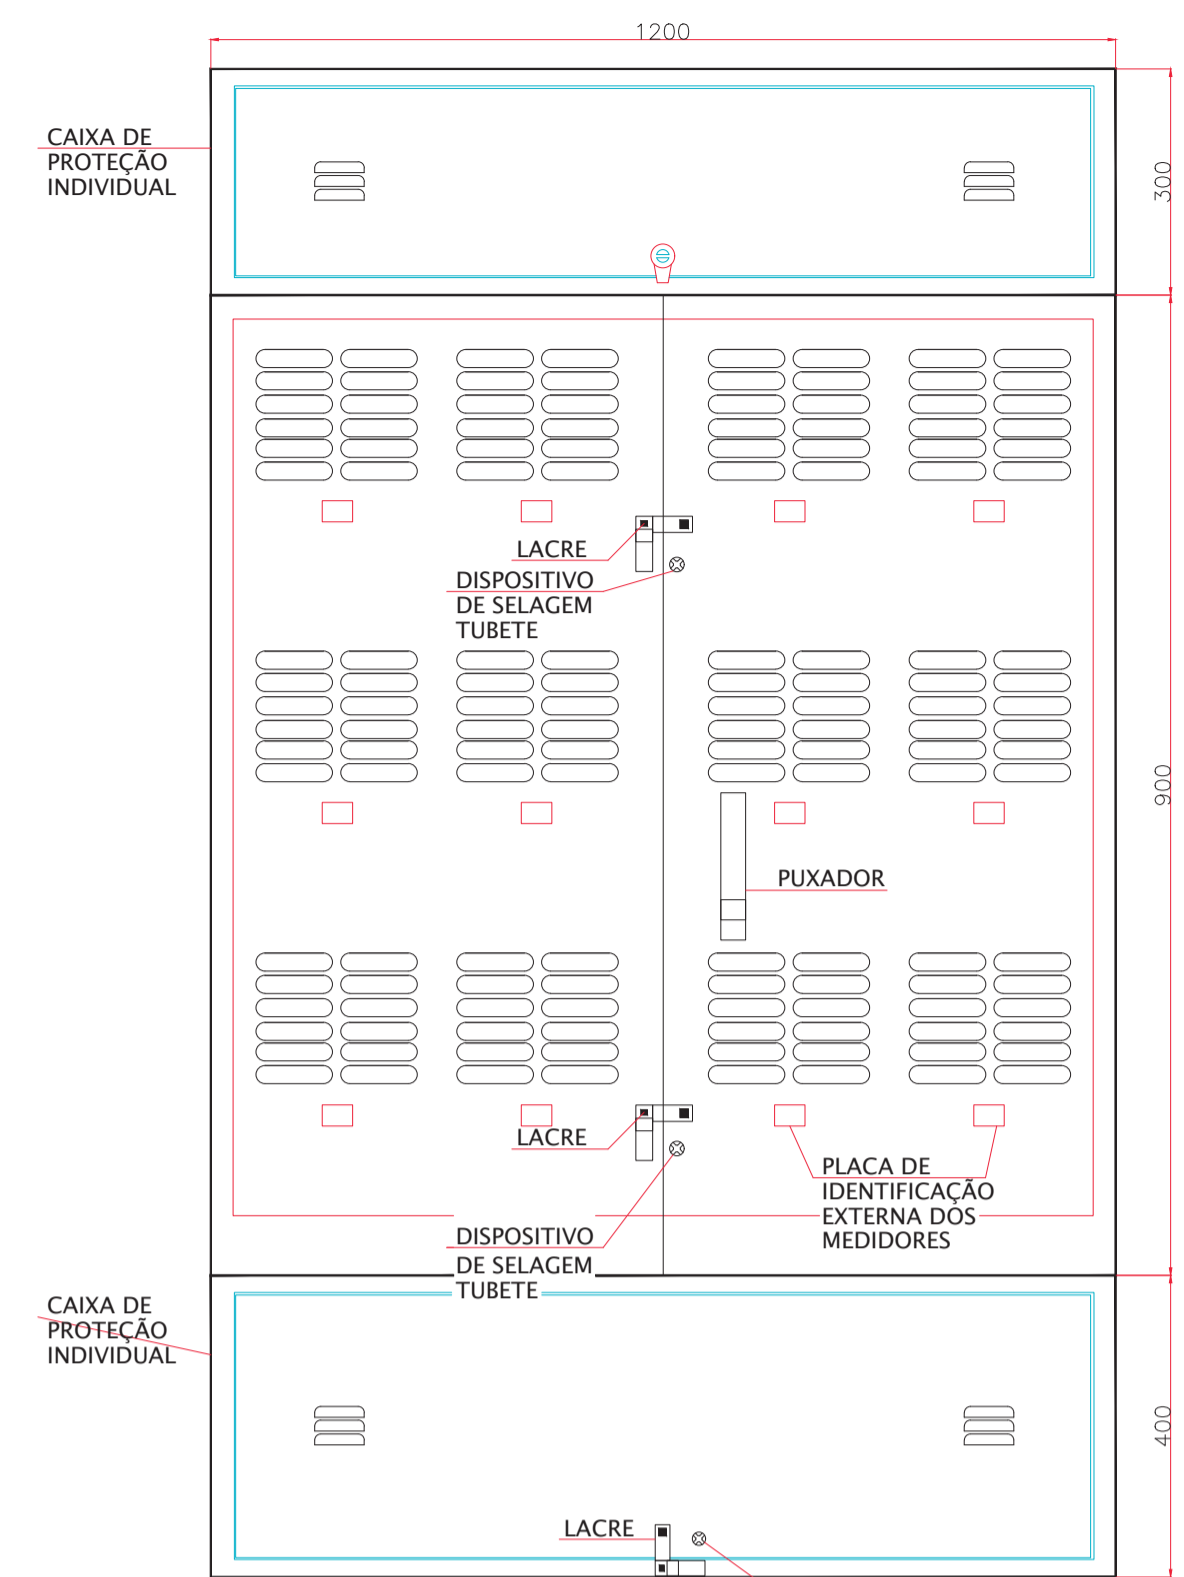 1200
CAIXA DE
PROTEÇÃO
INDIVIDUAL
300
LACRE
DISPOSITIVO
DE SELAGEM
TUBETE
900
PUXADOR
LACRE
PLACA DE
IDENTIFICAÇÃO
EXTERNA DOS
MEDIDORES
DISPOSITIVO
DE SELAGEM
TUBETE
CAIXA DE
PROTEÇÃO
INDIVIDUAL
400
LACRE